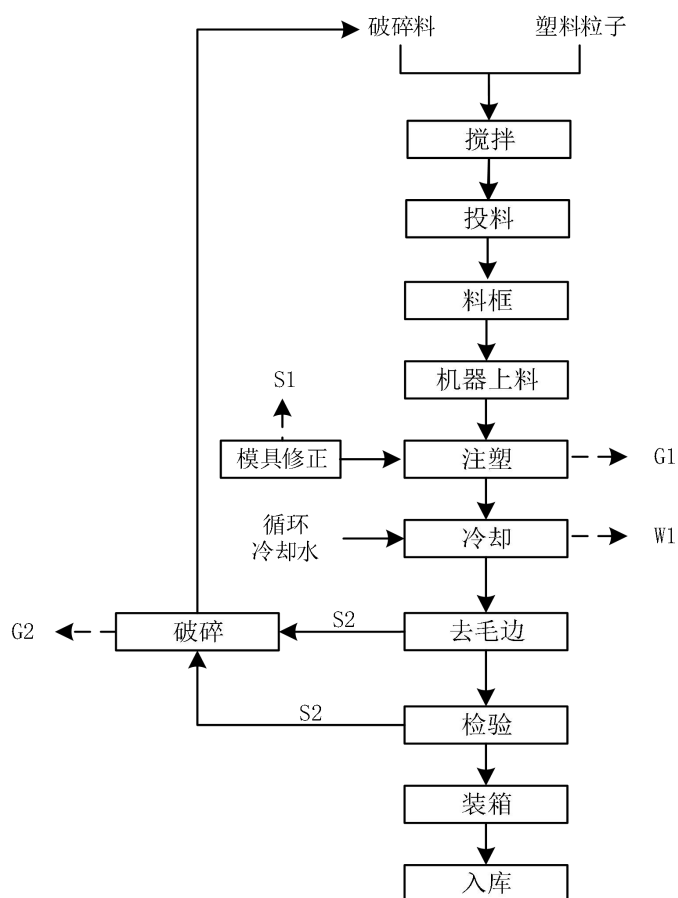 破碎料 塑料粒子
搅拌
投料
料框
机器上料
S1
模具修正 注塑 G1
循环
冷却水 冷却 W1
G2 破碎 S2 去毛边
S2 检验
装箱
入库